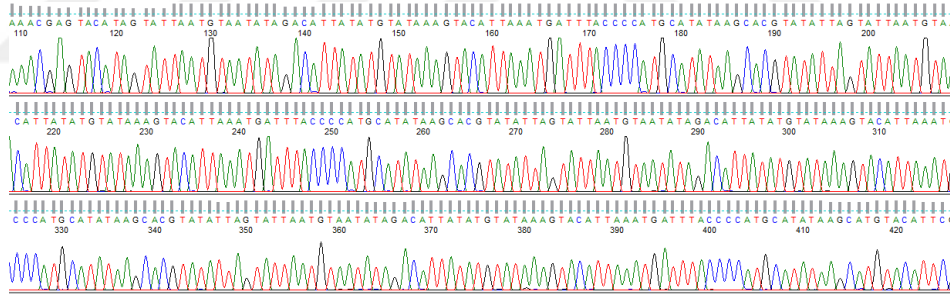 AAACGAGTACATAGTATTAATGTAATATAGACATTATATGTATAAAGTACATTAAATGATTTACCCCATGCATATAAGCACGTATATTAGTATTAATGTA
110 120 130 140 150 160 170 180 190 200
CATTATATGTATAAAGTACATTAAATGATTTACCCCATGCATATAAGCACGTATATTAGTATTAATGTAATATAGACATTATATGTATAAAGTACATTAAAT
220 230 240 250 260 270 280 290 300 310
CCCATGCATATAAGCACGTATATTAGTATTAATGTAATATAGACATTATATGTATAAAGTACATTAAATGATTTACCCCATGCATATAAGCATGTACATTC
330 340 350 360 370 380 390 400 410 420